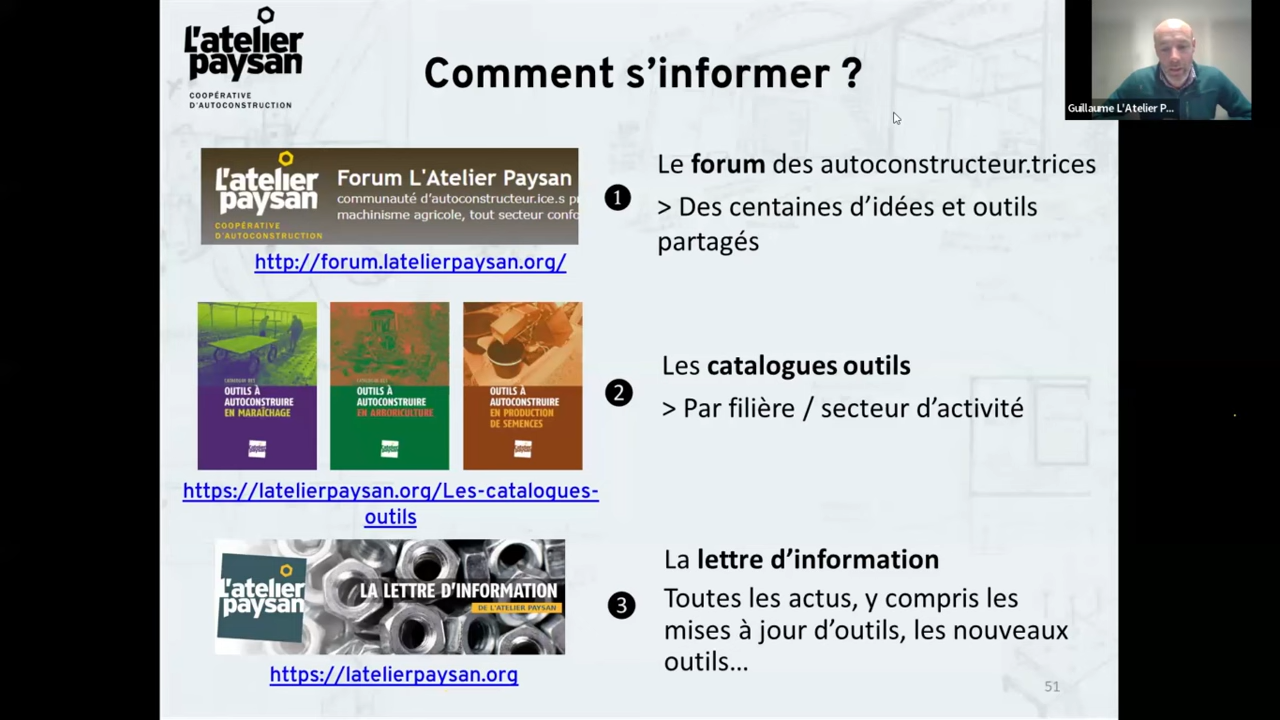 L'atelier
paysan
COOPÉRATIVE
D'AUTOCONSTRUCTION
Comment s'informer ?
Guillaume L'Atelier P...
L'atelier
paysan
COOPÉRATIVE
D'AUTOCONSTRUCTION
Forum L'Atelier Paysan
communauté d'autoconstructeur.ice.s
machinisme agricole, tout secteur
http://forum.latelierpaysan.org/
1
Le forum des autoconstructeur.trices
> Des centaines d'idées et outils
partagés
OUTILS À
AUTOCONSTRUIRE
EN MARAÎCHAGE
OUTILS À
AUTOCONSTRUIRE
EN ARBORICULTURE
OUTILS À
AUTOCONSTRUIRE
EN PRODUCTION
DE SEMENCES
https://latelierpaysan.org/Les-catalogues-
outils
2
Les catalogues outils
> Par filière / secteur d'activité
L'atelier
paysan
LA LETTRE D'INFORMATION
DE L'ATELIER PAYSAN
https://latelierpaysan.org
3
La lettre d'information
Toutes les actus, y compris les
mises à jour d'outils, les nouveaux
outils...
51